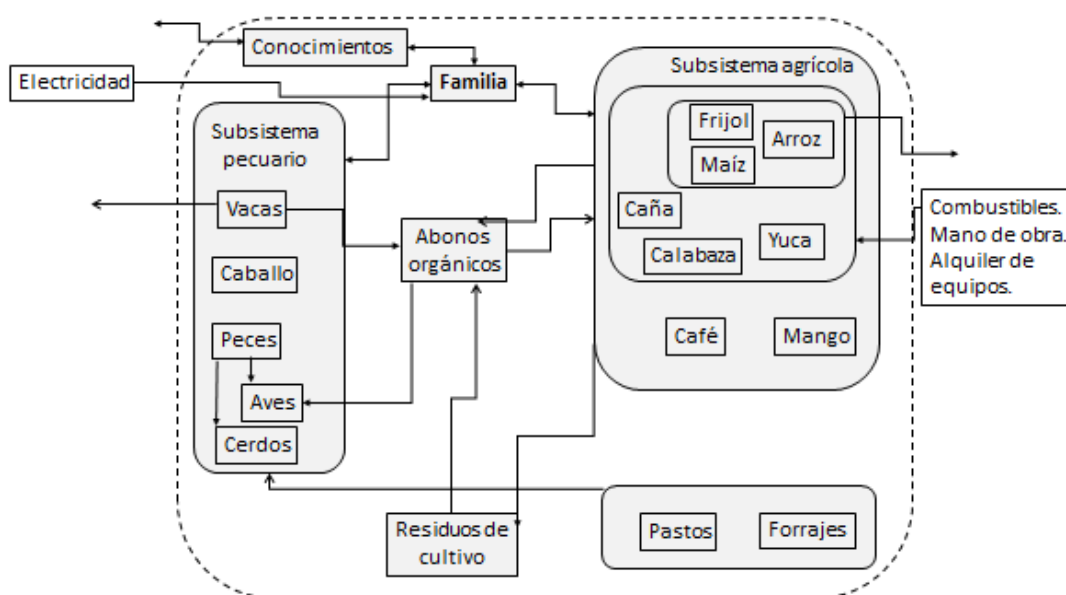 Conocimientos
Electricidad
Familia
Subsistema agrícola
Subsistema
pecuario
Frijol
Arroz
Maíz
Vacas
Caña
Abonos
orgánicos
Yuca
Calabaza
Combustibles.
Mano de obra.
Alquiler de
equipos.
Caballo
Peces
Café
Mango
Aves
Cerdos
Residuos de
cultivo
Pastos
Forrajes